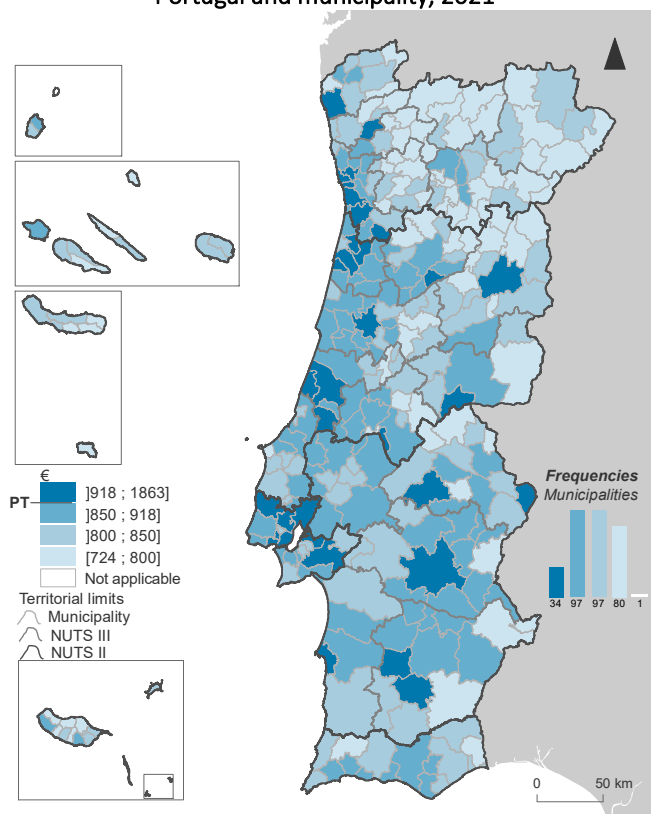 Portugal and municipality, 2021
€
PT
]918 ; 1863]
]850 ; 918]
]800 ; 850]
[724 ; 800]
Not applicable
Territorial limits
Municipality
NUTS III
NUTS II
Frequencies
Municipalities
34 97 97 80 1
0 50 km